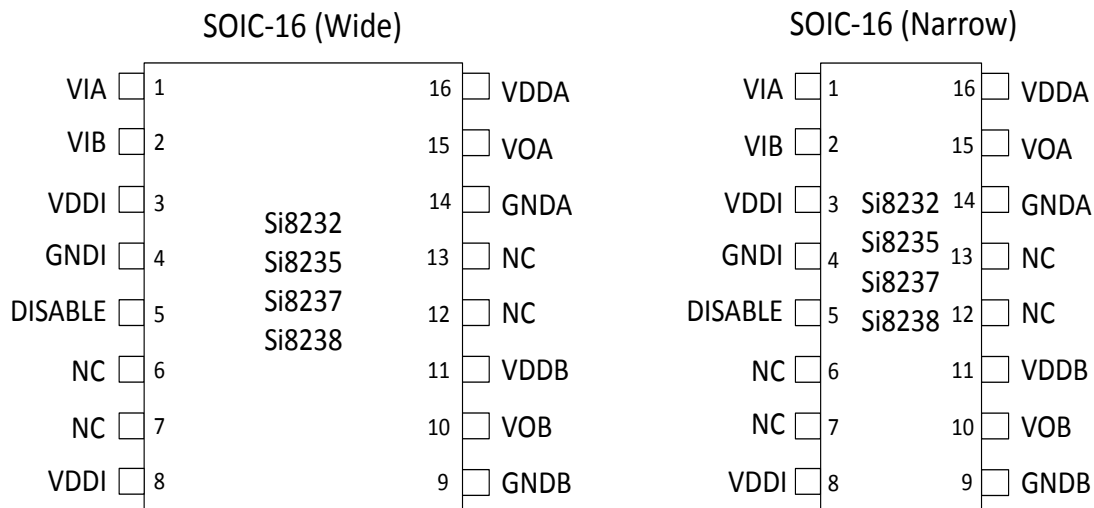 SOIC-16 (Wide)
VIA 1 16 VDDA
VIB 2 15 VOA
VDDI 3 14 GNDA
GNDI 4 13 NC
DISABLE 5 12 NC
NC 6 11 VDDB
NC 7 10 VOB
VDDI 8 9 GNDB
Si8232
Si8235
Si8237
Si8238
SOIC-16 (Narrow)
VIA 1 16 VDDA
VIB 2 15 VOA
VDDI 3 14 GNDA
GNDI 4 13 NC
DISABLE 5 12 NC
NC 6 11 VDDB
NC 7 10 VOB
VDDI 8 9 GNDB
Si8232
Si8235
Si8237
Si8238